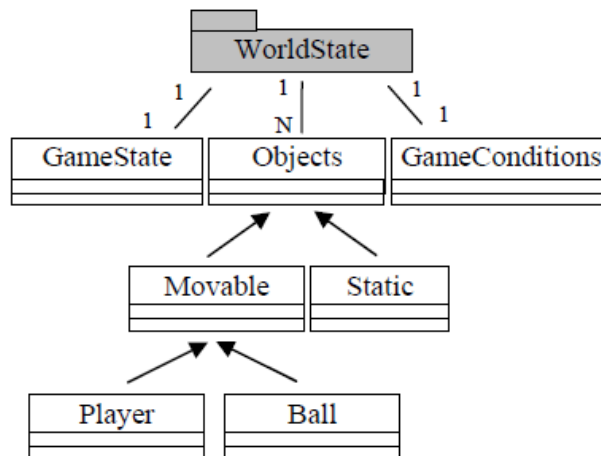 WorldState
1 1 1
1 N 1
GameState Objects GameConditions
Movable Static
Player Ball